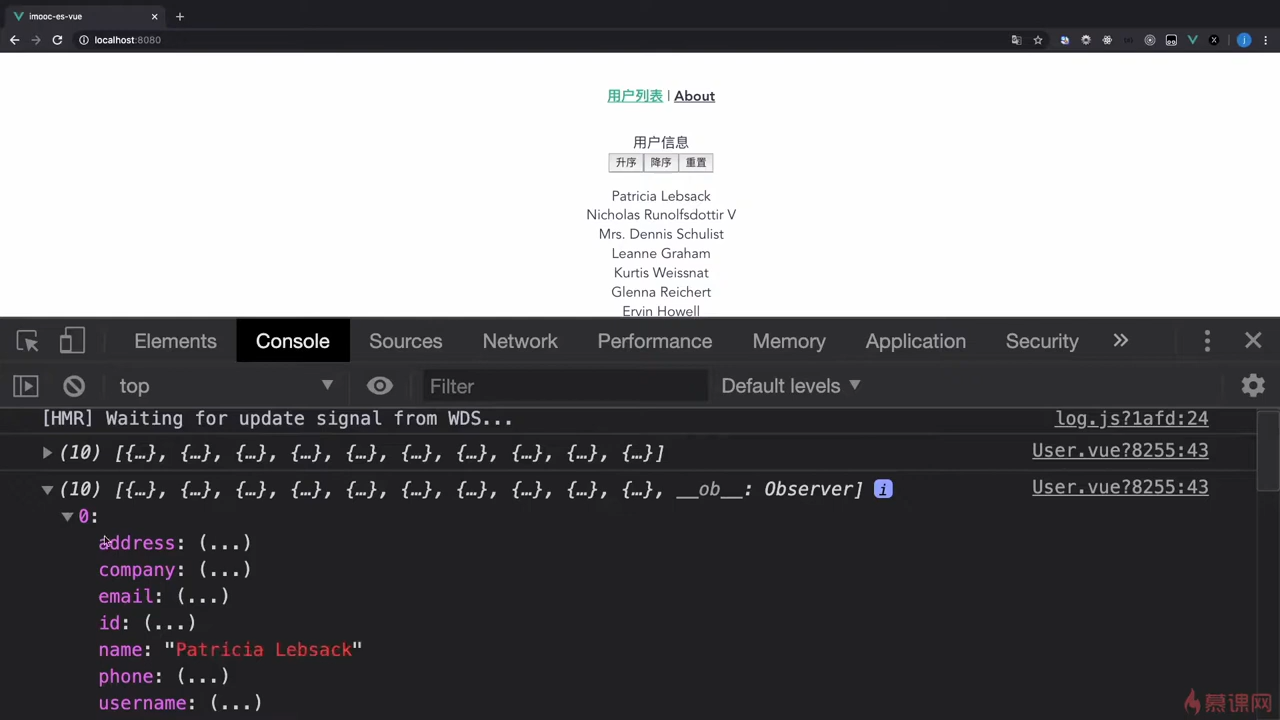 imooc-es-vue
localhost:8080
用户列表 | About
用户信息
升序 降序 重置
Patricia Lebsack
Nicholas Runolfsdottir V
Mrs. Dennis Schulist
Leanne Graham
Kurtis Weissnat
Glenna Reichert
Ervin Howell
Elements Console Sources Network Performance Memory Application Security
top Filter Default levels
[HMR] Waiting for update signal from WDS... log.js?1afd:24
(10) [{…}, {…}, {…}, {…}, {…}, {…}, {…}, {…}, {…}, {…}] User.vue?8255:43
(10) [{…}, {…}, {…}, {…}, {…}, {…}, {…}, {…}, {…}, {…}, __ob__: Observer] i User.vue?8255:43
0:
address: (...)
company: (...)
email: (...)
id: (...)
name: "Patricia Lebsack"
phone: (...)
username: (...)
慕课网